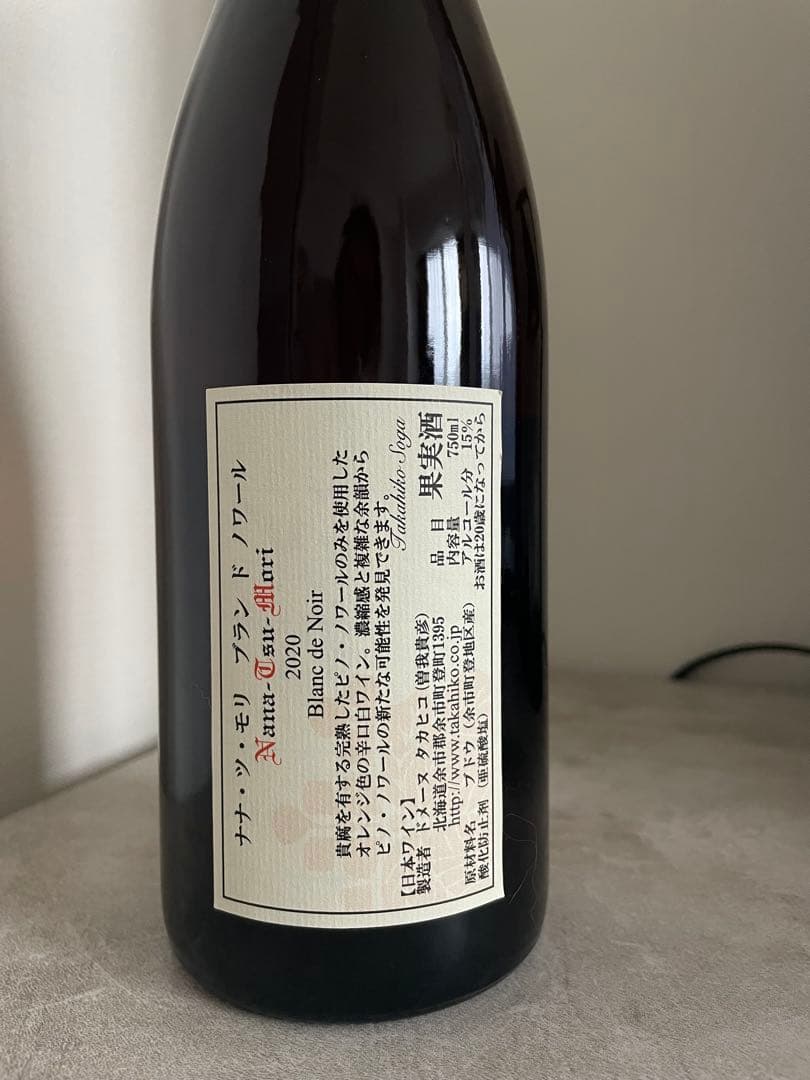 ナナ・ツ・モリ ブラン ド ノワール
Nana-Tsu-Mori
2020
Blanc de Noir
貴腐を有する完熟したピノ・ノワールのみを使用した
オレンジ色の辛口白ワイン。濃縮感と複雑な余韻から
ピノ・ノワールの新たな可能性を発見できます。
Takahiko Soga
【日本ワイン】
製造者 ドメーヌ タカヒコ(曽我貴彦)
北海道余市郡余市町登町1395
http://www.takahiko.co.jp
原材料名 ブドウ (余市町登地区産)
酸化防止剤 (亜硫酸塩)
品目 果実酒
内容量 750ml
アルコール分 15%
お酒は20歳になってから